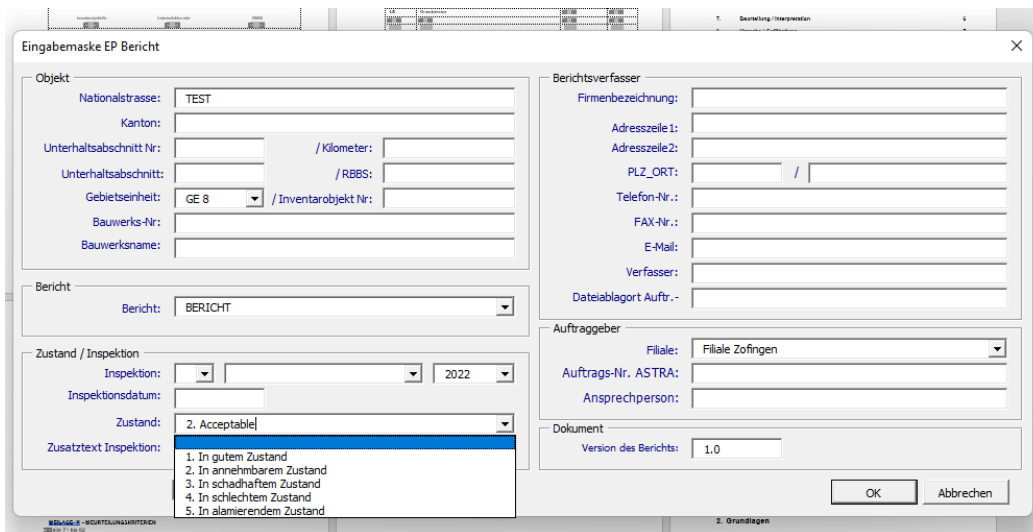 1.0
7. Beurteilung / Interpretation 6
Eingabemaske EP Bericht
Objekt
Nationalstrasse: TEST
Kanton:
Unterhaltsabschnitt Nr: / Kilometer:
Unterhaltsabschnitt: / RBBS:
Gebietseinheit: GE 8 / Inventarobjekt Nr:
Bauwerks-Nr:
Bauwerksname:
Bericht
Bericht: BERICHT
Zustand / Inspektion
Inspektion: 2022
Inspektionsdatum:
Zustand: 2. Acceptable
Zusatztext Inspektion:
1. In gutem Zustand
2. In annehmbarem Zustand
3. In schadhaftem Zustand
4. In schlechtem Zustand
5. In alamierendem Zustand
Berichtsverfasser
Firmenbezeichnung:
Adresszeile1:
Adresszeile2:
PLZ_ORT: /
Telefon-Nr.:
FAX-Nr.:
E-Mail:
Verfasser:
Dateiablagort Auftr.-
Auftraggeber
Filiale: Filiale Zofingen
Auftrags-Nr. ASTRA:
Ansprechperson:
Dokument
Version des Berichts: 1.0
OK Abbrechen
- BEURTEILUNGSKRITERIEN
2. Grundlagen